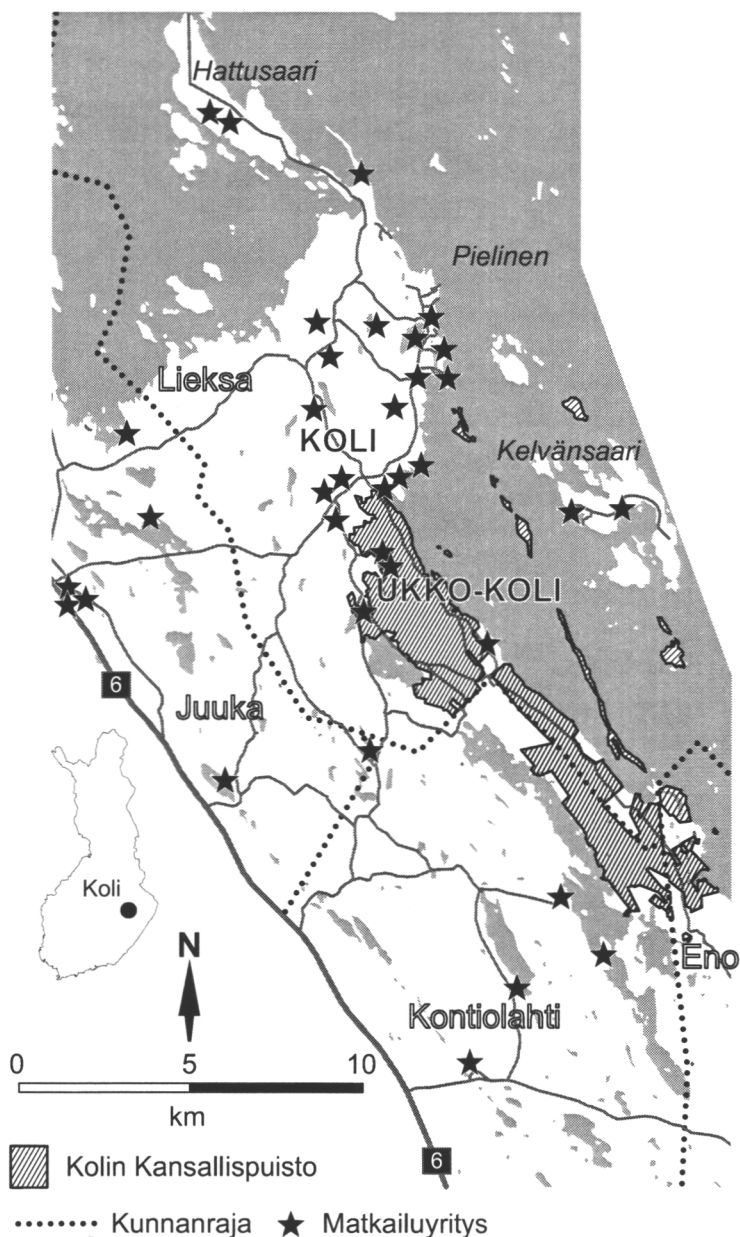 Hattusaari
Pielinen
Lieksa
KOLI
Kelvänsaari
UKKO-KOLI
6
Juuka
Koli
N
Eno
Kontiolahti
0 5 10
km
6
Kolin Kansallispuisto
Kunnanraja Matkailuyritys